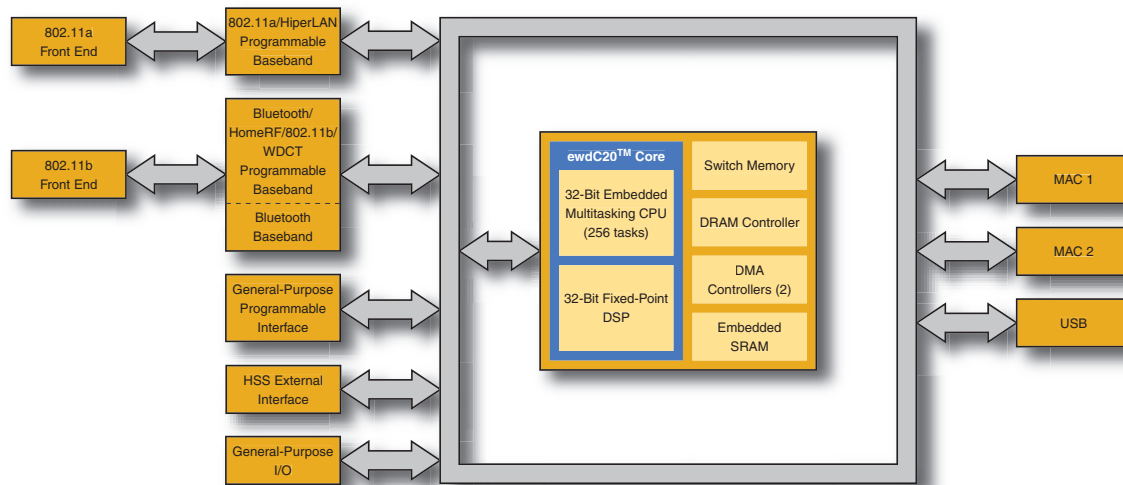 802.11a
Front End
802.11a/HiperLAN
Programmable
Baseband
802.11b
Front End
Bluetooth/
HomeRF/802.11b/
WDCT
Programmable
Baseband
Bluetooth
Baseband
General-Purpose
Programmable
Interface
HSS External
Interface
General-Purpose
I/O
ewdC20™ Core
32-Bit Embedded
Multitasking CPU
(256 tasks)
32-Bit Fixed-Point
DSP
Switch Memory
DRAM Controller
DMA
Controllers (2)
Embedded
SRAM
MAC 1
MAC 2
USB